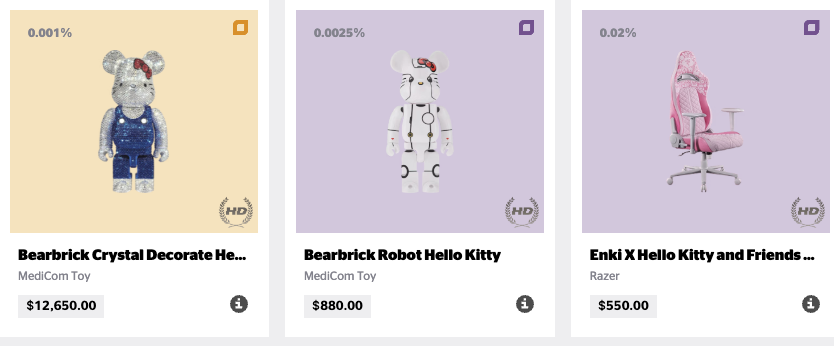 0.001%
HD
Bearbrick Crystal Decorate He...
MediCom Toy
$12,650.00
0.0025%
HD
Bearbrick Robot Hello Kitty
MediCom Toy
$880.00
0.02%
HD
Enki X Hello Kitty and Friends ...
Razer
$550.00